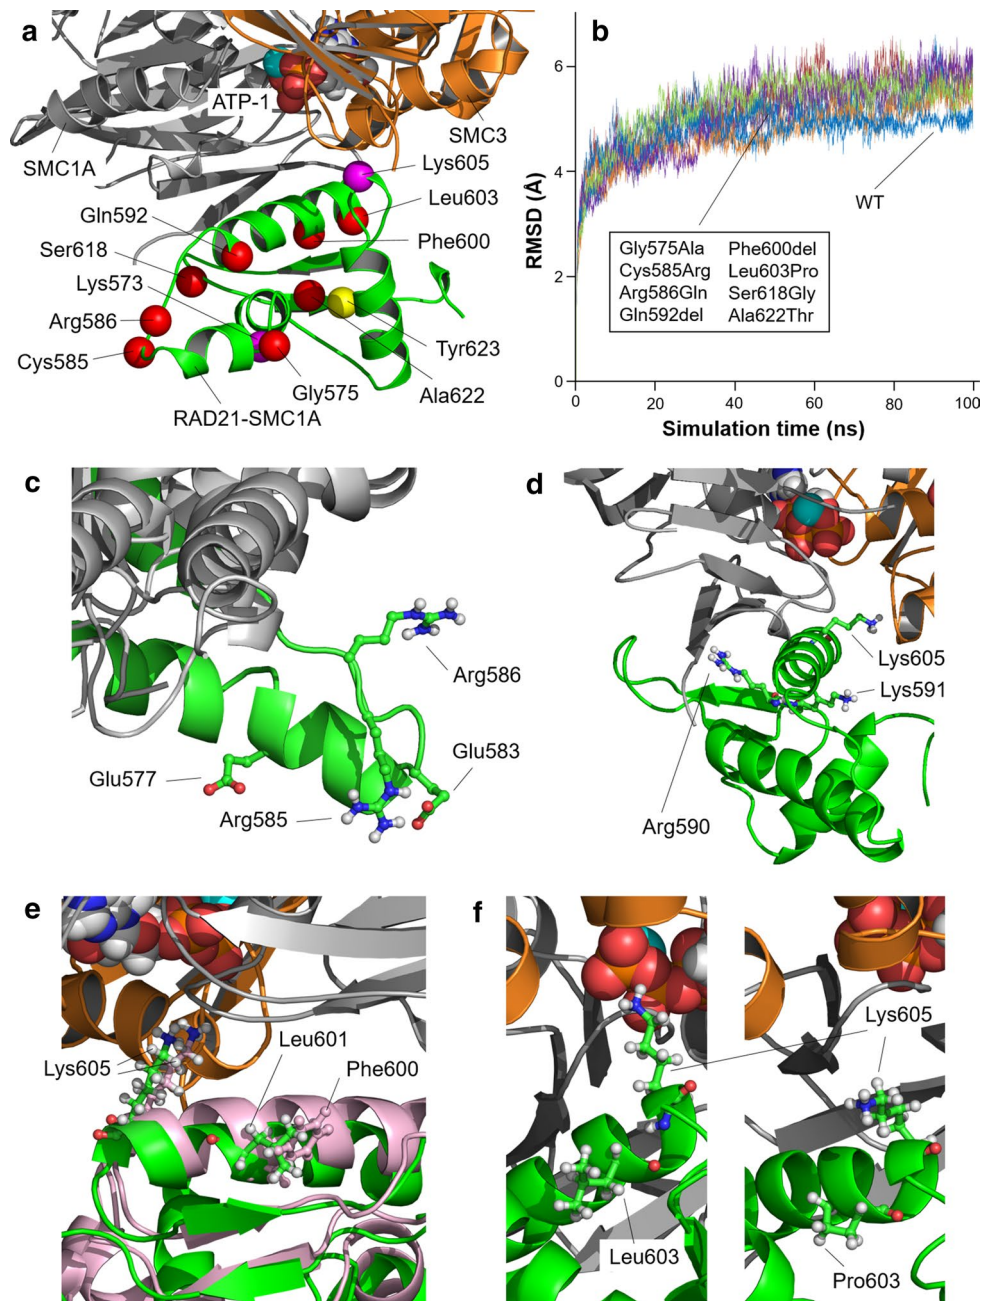 a
ATP-1
SMC1A
SMC3
Lys605
Leu603
Gln592
Phe600
Ser618
Lys573
Arg586
Cys585
Tyr623
Gly575
Ala622
RAD21-SMC1A
b
RMSD (Å)
6
4
2
0
WT
Gly575Ala Phe600del
Cys585Arg Leu603Pro
Arg586Gln Ser618Gly
Gln592del Ala622Thr
0 20 40 60 80 100
Simulation time (ns)
c
Arg586
Glu583
Glu577
Arg585
d
Lys605
Lys591
Arg590
e
Leu601
Lys605
Phe600
f
Lys605
Leu603
Pro603